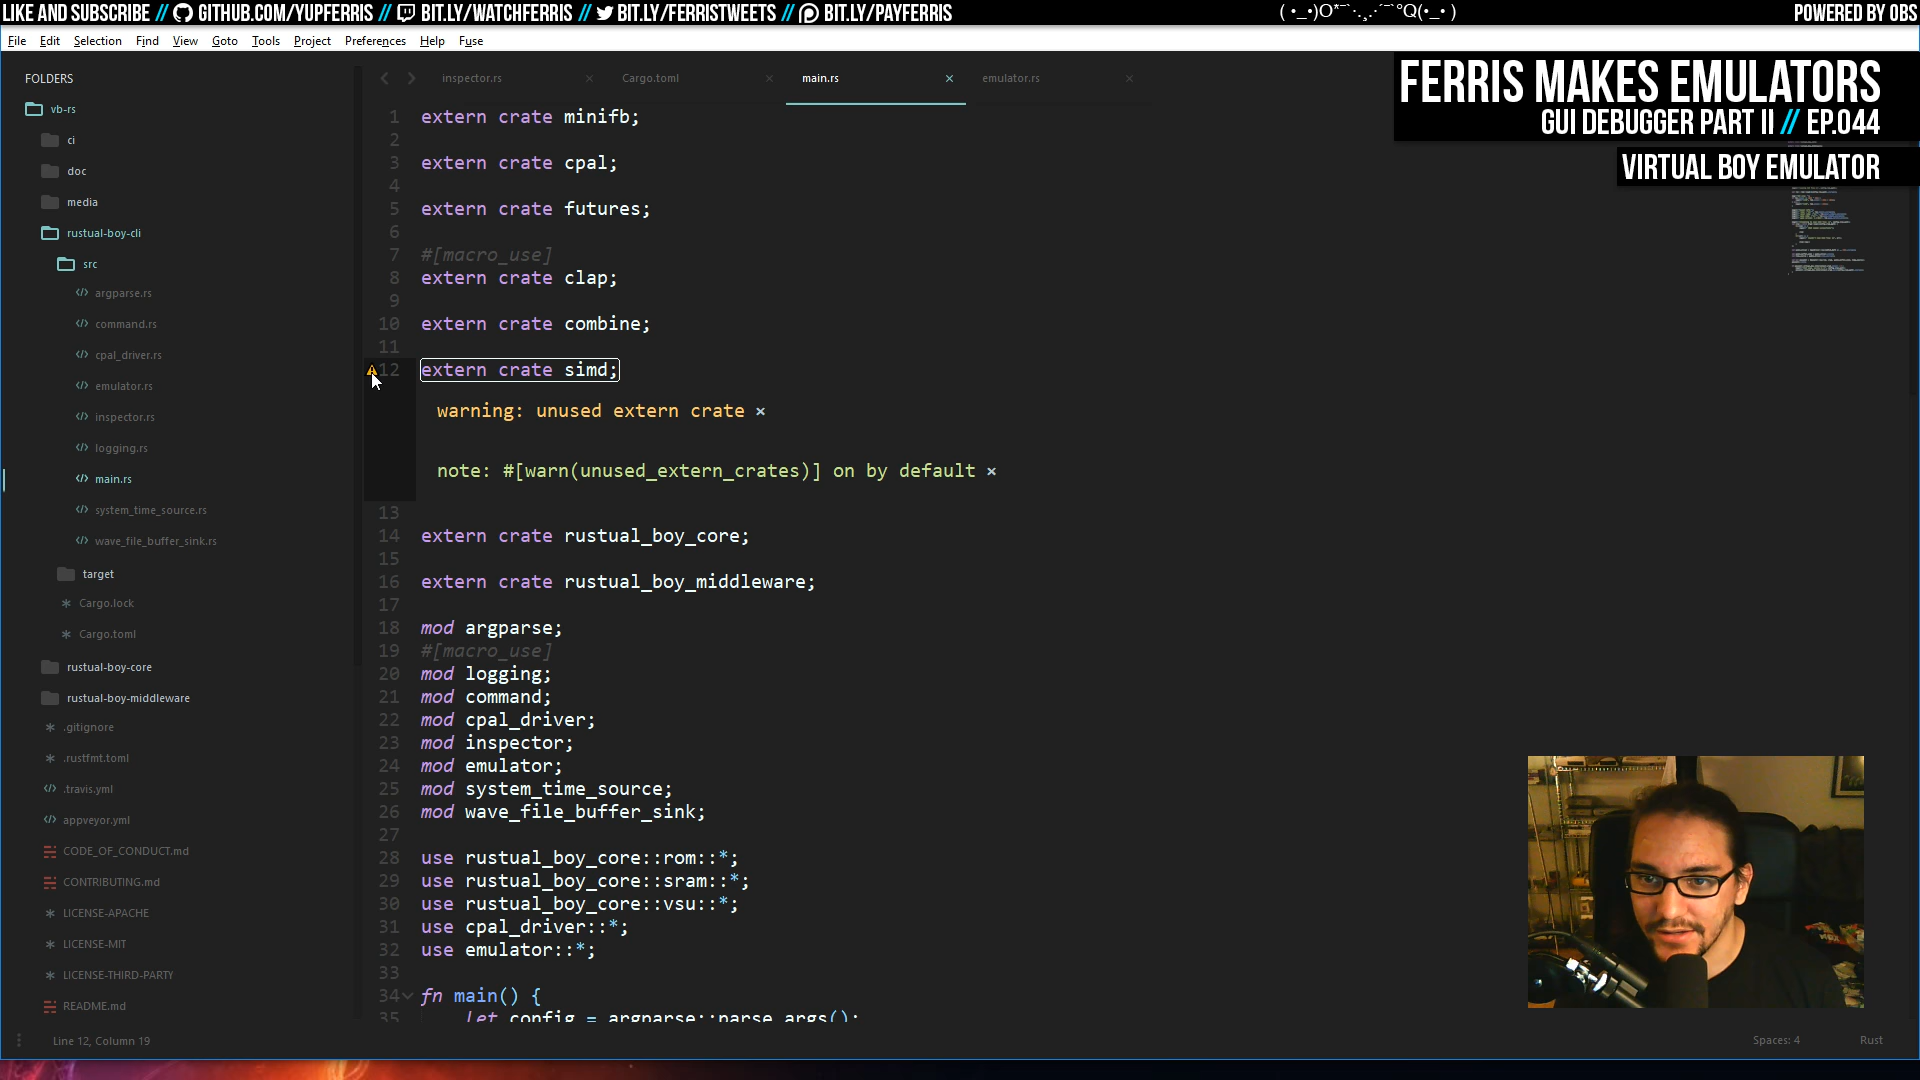 LIKE AND SUBSCRIBE // GITHUB.COM/YUPFERRIS // BIT.LY/WATCHFERRIS // BIT.LY/FERRISTWEETS // BIT.LY/PAYFERRIS
POWERED BY OBS
File Edit Selection Find View Goto Tools Project Preferences Help Fuse
FERRIS MAKES EMULATORS
GUI DEBUGGER PART II // EP.044
VIRTUAL BOY EMULATOR
FOLDERS
vb-rs
ci
doc
media
rustual-boy-cli
src
argparse.rs
command.rs
cpal_driver.rs
emulator.rs
inspector.rs
logging.rs
main.rs
system_time_source.rs
wave_file_buffer_sink.rs
target
Cargo.lock
Cargo.toml
rustual-boy-core
rustual-boy-middleware
.gitignore
.rustfmt.toml
.travis.yml
appveyor.yml
CODE_OF_CONDUCT.md
CONTRIBUTING.md
LICENSE-APACHE
LICENSE-MIT
LICENSE-THIRD-PARTY
README.md
inspector.rs × Cargo.toml × main.rs × emulator.rs ×
1 extern crate minifb;
2
3 extern crate cpal;
4
5 extern crate futures;
6
7 #[macro_use]
8 extern crate clap;
9
10 extern crate combine;
11
12 extern crate simd;
warning: unused extern crate ×
note: #[warn(unused_extern_crates)] on by default ×
13
14 extern crate rustual_boy_core;
15
16 extern crate rustual_boy_middleware;
17
18 mod argparse;
19 #[macro_use]
20 mod logging;
21 mod command;
22 mod cpal_driver;
23 mod inspector;
24 mod emulator;
25 mod system_time_source;
26 mod wave_file_buffer_sink;
27
28 use rustual_boy_core::rom::*;
29 use rustual_boy_core::sram::*;
30 use rustual_boy_core::vsu::*;
31 use cpal_driver::*;
32 use emulator::*;
33
34 fn main() {
35 let config = argparse::parse_args();
Line 12, Column 19
Spaces: 4
Rust